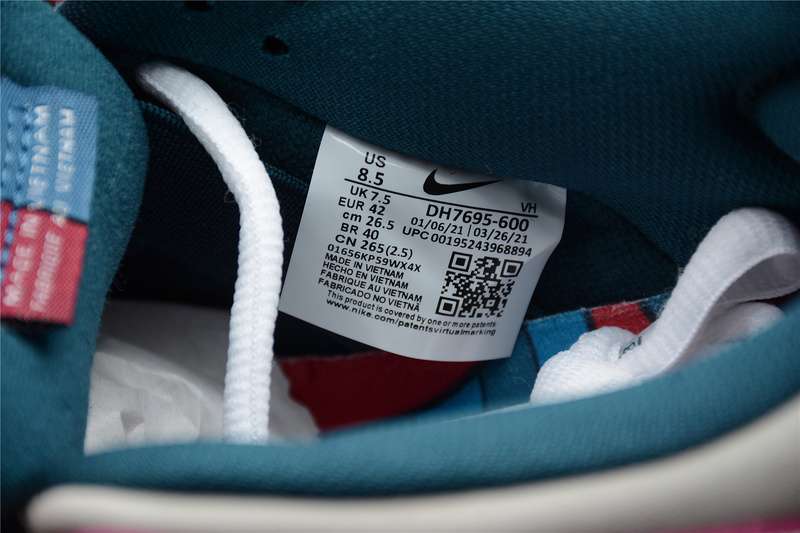 US
8.5
UK 7.5
EUR 42
cm 26.5
BR 40
CN 265(2.5)
VH
DH7695-600
01/06/21 | 03/26/21
UPC 00195243968894
01656KP59WX4X
MADE IN VIETNAM
HECHO EN VIETNAM
FABRIQUE AU VIETNAM
FABRICADO NO VIETNÃ
This product is covered by one or more patents
www.nike.com/patentsvirtualmarking
MADE IN VIETNAM
FABRIQUE AU VIETNAM